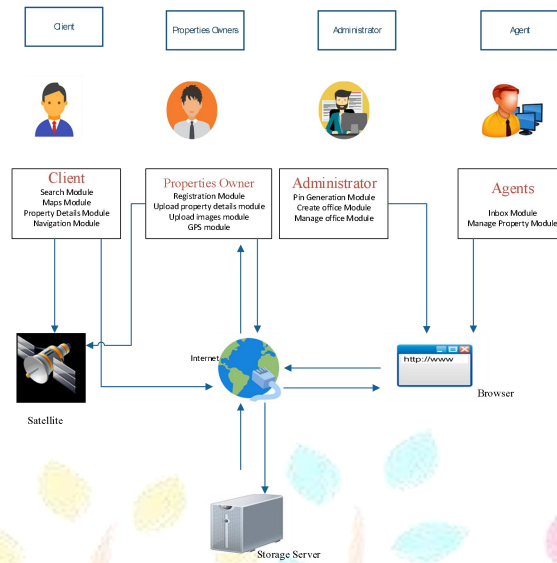 Client
Properties Owners
Administrator
Agent
Client
Search Module
Maps Module
Property Details Module
Navigation Module
Properties Owner
Registration Module
Upload property details module
Upload images module
GPS module
Administrator
Pin Generation Module
Create office Module
Manage office Module
Agents
Inbox Module
Manage Property Module
Internet
http://www
Satellite
Browser
Storage Server